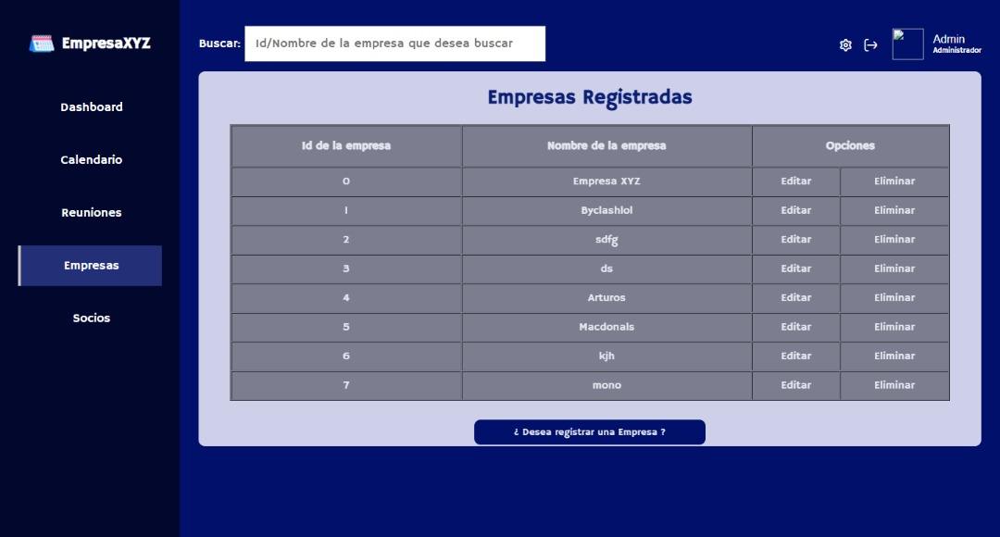 EmpresaXYZ
Dashboard
Calendario
Reuniones
Empresas
Socios
Buscar: Id/Nombre de la empresa que desea buscar
Admin
Administrador
Empresas Registradas
Id de la empresa Nombre de la empresa Opciones
0 Empresa XYZ Editar Eliminar
1 Byclashlol Editar Eliminar
2 sdfg Editar Eliminar
3 ds Editar Eliminar
4 Arturos Editar Eliminar
5 Macdonals Editar Eliminar
6 kjh Editar Eliminar
7 mono Editar Eliminar
¿ Desea registrar una Empresa ?